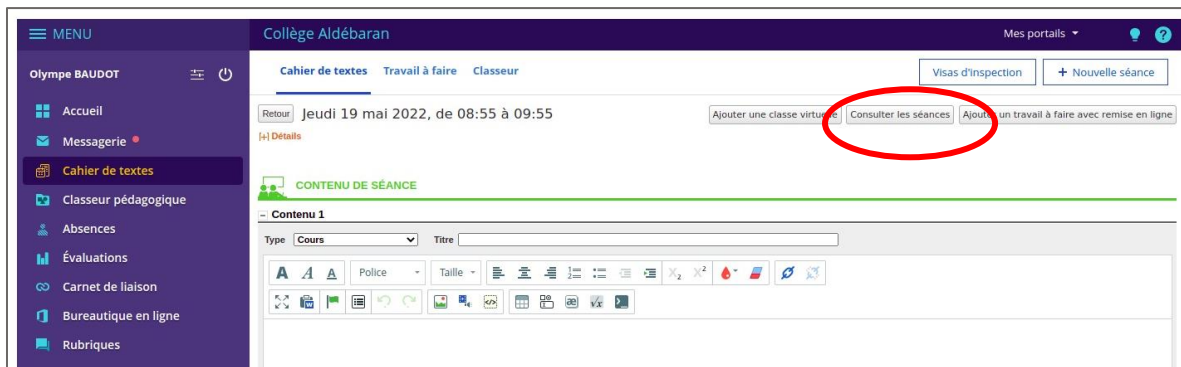 MENU
Collège Aldébaran
Mes portails
?
Olympe BAUDOT
Cahier de textes Travail à faire Classeur
Visas d'inspection
+ Nouvelle séance
Accueil
Messagerie
Cahier de textes
Classeur pédagogique
Absences
Évaluations
Carnet de liaison
Bureautique en ligne
Rubriques
Retour Jeudi 19 mai 2022, de 08:55 à 09:55
Ajouter une classe virtuelle Consulter les séances Ajouter un travail à faire avec remise en ligne
[+] Détails
CONTENU DE SÉANCE
- Contenu 1
Type Cours Titre
A A A Police Taille X₂ X²
æ √x